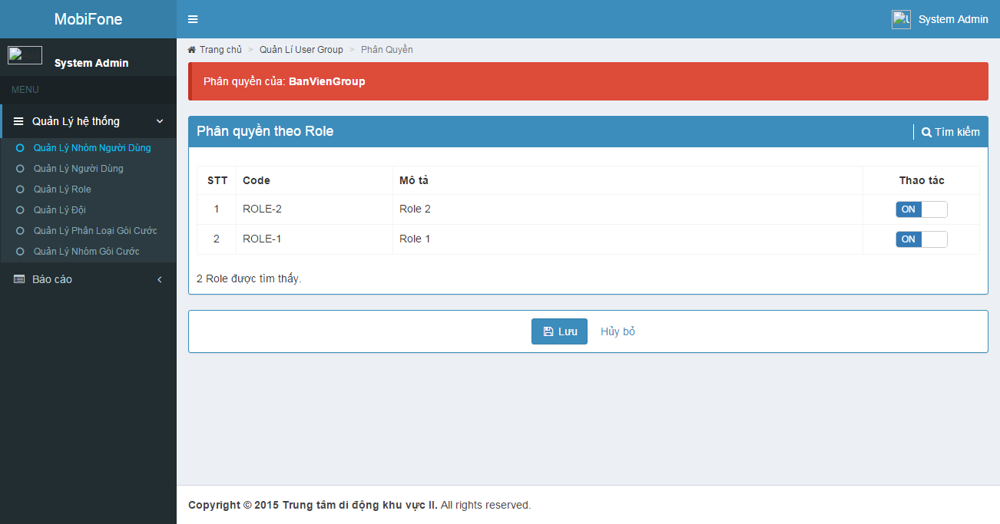 MobiFone
System Admin
System Admin
MENU
Quản Lý hệ thống
Quản Lý Nhóm Người Dùng
Quản Lý Người Dùng
Quản Lý Role
Quản Lý Đội
Quản Lý Phân Loại Gói Cước
Quản Lý Nhóm Gói Cước
Báo cáo
Trang chủ > Quản Lí User Group > Phân Quyền
Phân quyền của: BanVienGroup
Phân quyền theo Role
Tìm kiếm
STT Code Mô tả Thao tác
1 ROLE-2 Role 2 ON
2 ROLE-1 Role 1 ON
2 Role được tìm thấy.
Lưu Hủy bỏ
Copyright © 2015 Trung tâm di động khu vực II. All rights reserved.